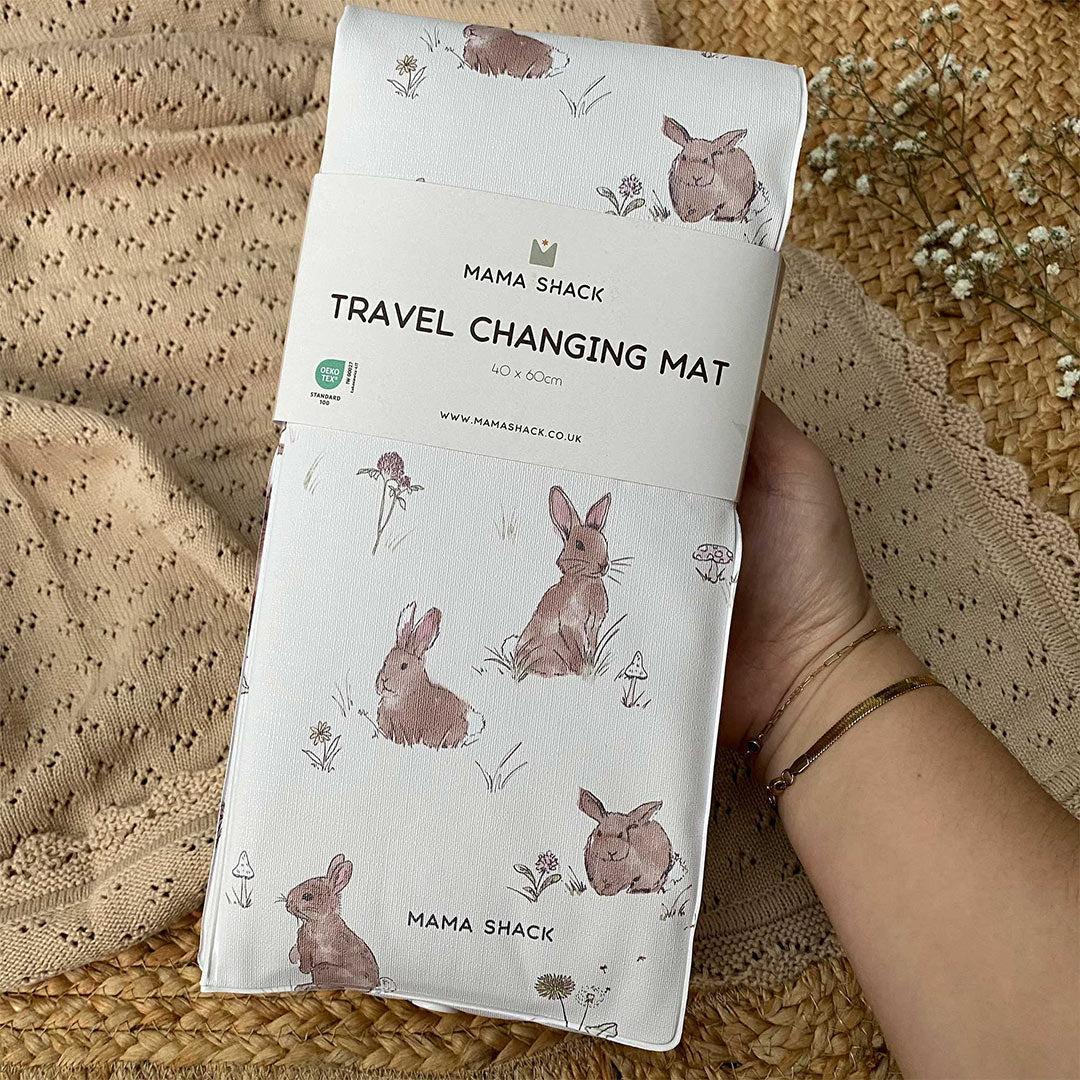 MAMA SHACK
TRAVEL CHANGING MAT
40 x 60cm
OEKO
TEX®
STANDARD
100
WWW.MAMASHACK.CO.UK
MAMA SHACK